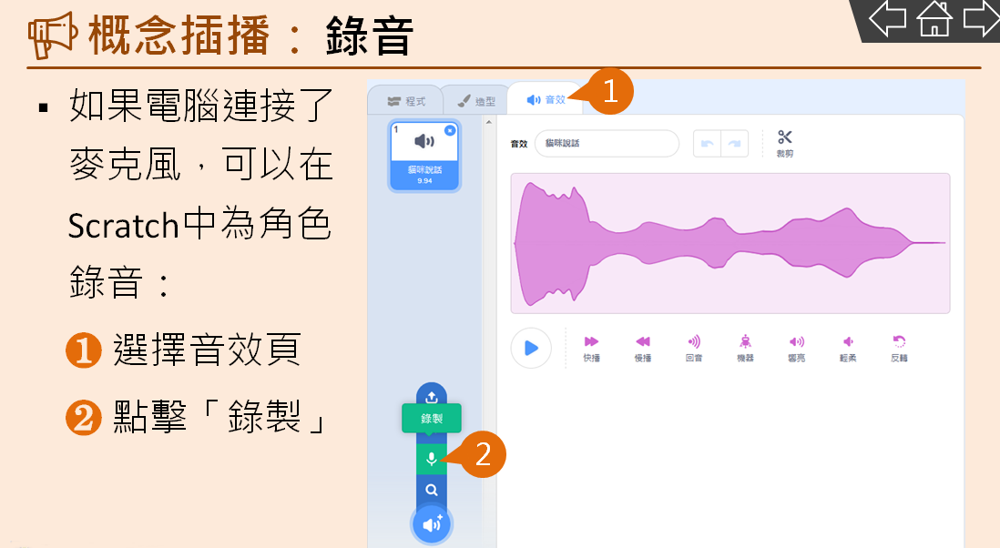 概念插播：錄音
▪ 如果電腦連接了
麥克風，可以在
Scratch中為角色
錄音：
❶ 選擇音效頁
❷ 點擊「錄製」
程式 造型 音效
1
1
貓咪說話
9.94
音效 貓咪說話 裁剪
快播 慢播 回音 機器 響亮 輕柔 反轉
錄製
2